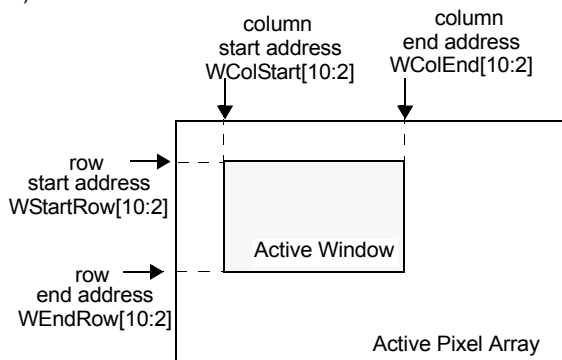 column
start address
WColStart[10:2]
column
end address
WColEnd[10:2]
row
start address
WStartRow[10:2]
Active Window
row
end address
WEndRow[10:2]
Active Pixel Array